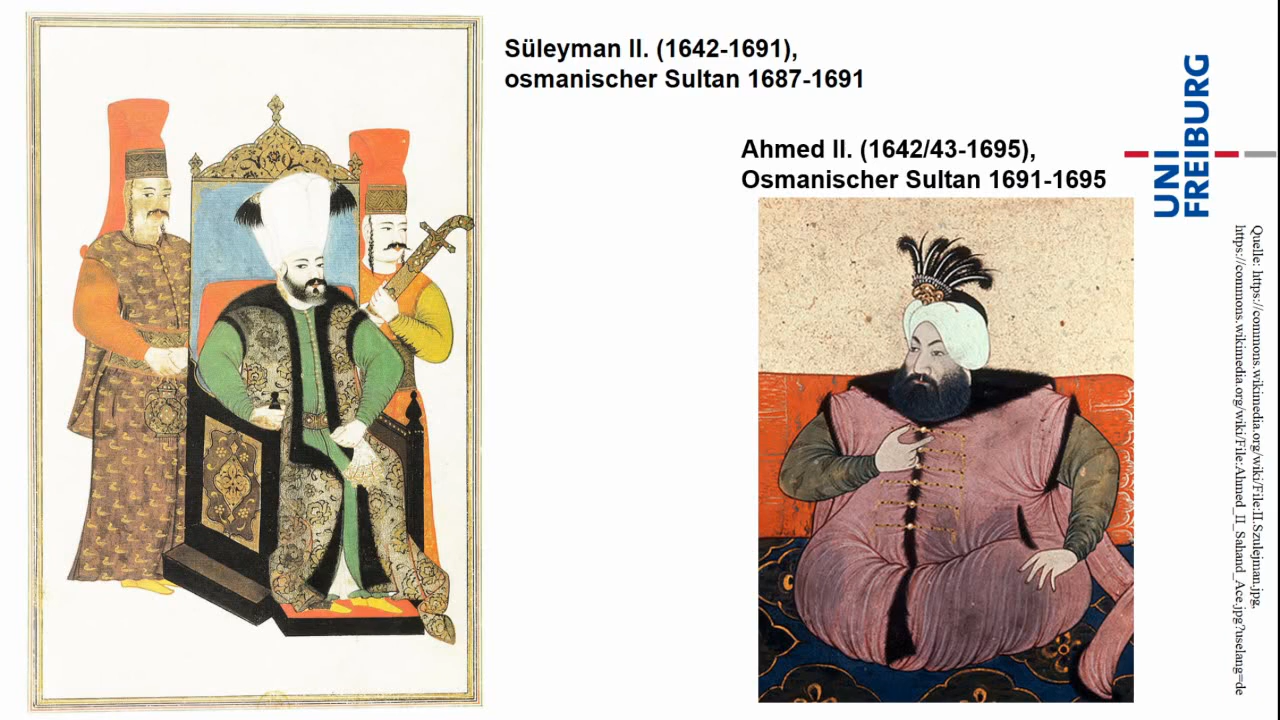 Süleyman II. (1642-1691),
osmanischer Sultan 1687-1691
Ahmed II. (1642/43-1695),
Osmanischer Sultan 1691-1695
UNI
FREIBURG
Quelle: https://commons.wikimedia.org/wiki/File:II.Szulejman.jpg,
https://commons.wikimedia.org/wiki/File:Ahmed_II_Sahand_Ace.jpg?uselang=de